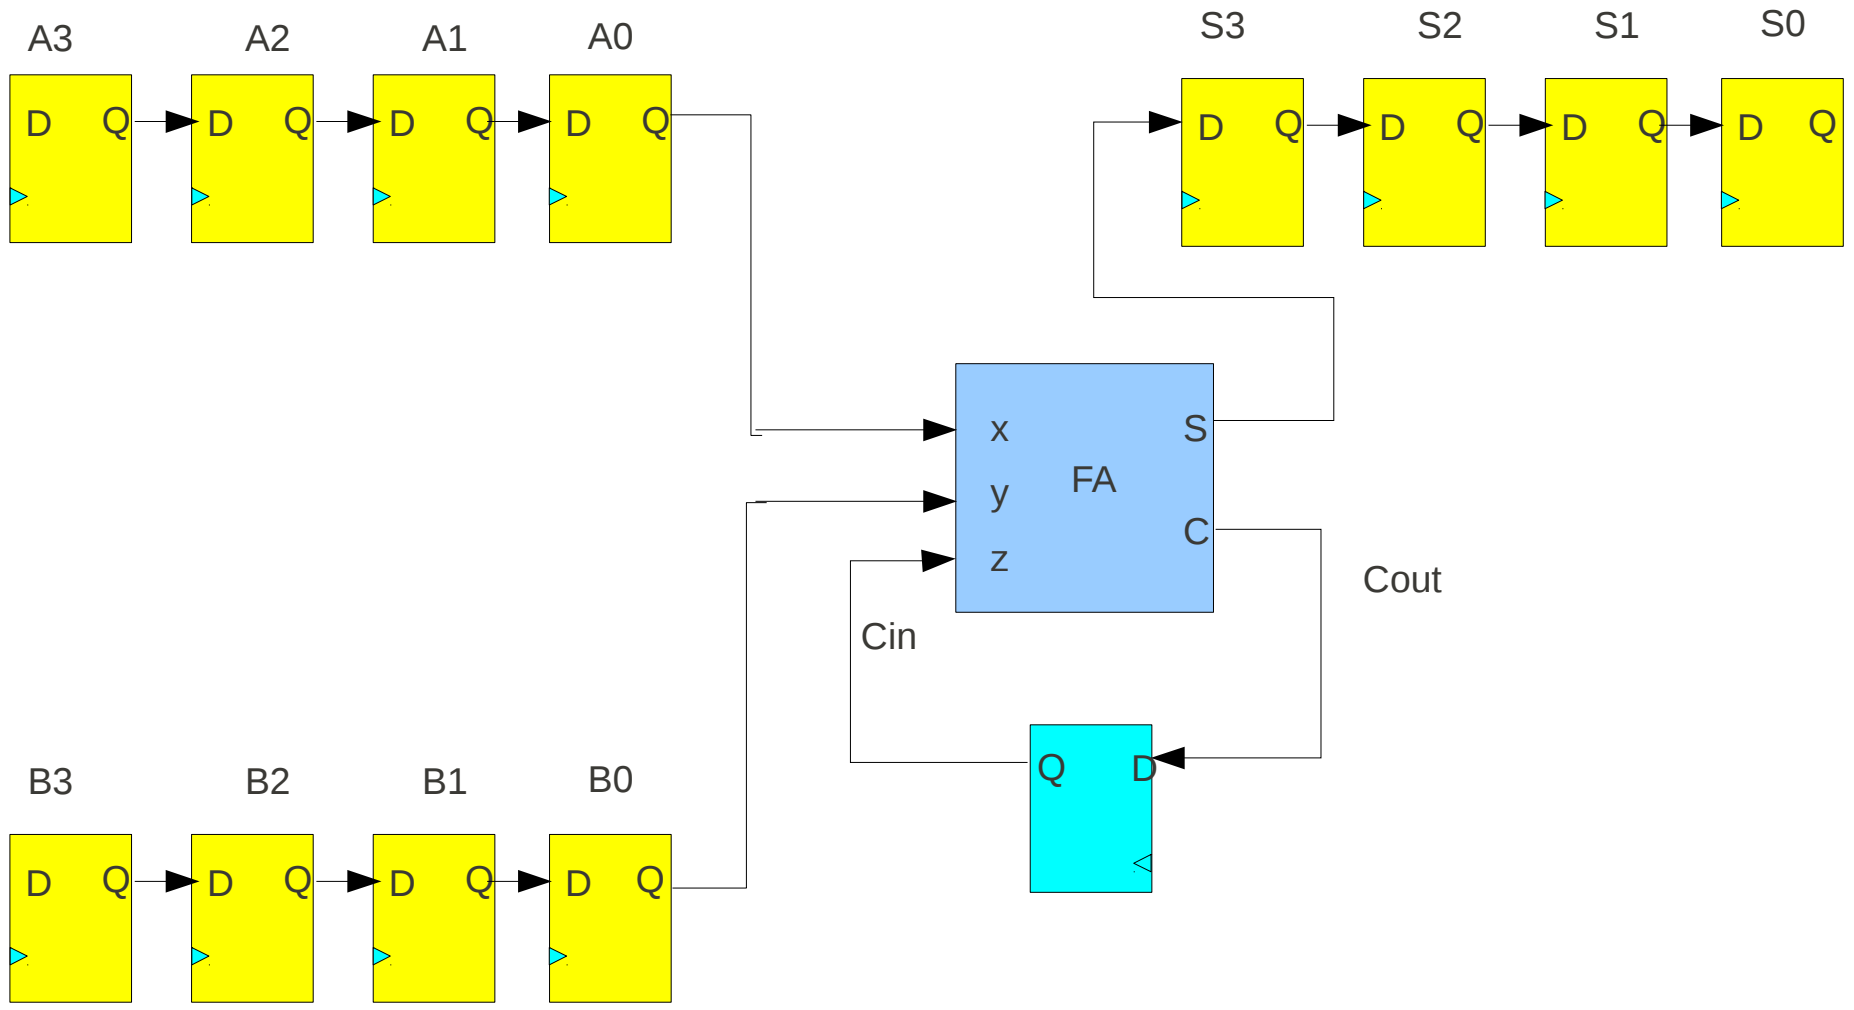 A3 A2 A1 A0
S3 S2 S1 S0
D Q D Q D Q D Q
D Q D Q D Q D Q
x S
FA
y
z C
Cin
Cout
Q D
B3 B2 B1 B0
D Q D Q D Q D Q